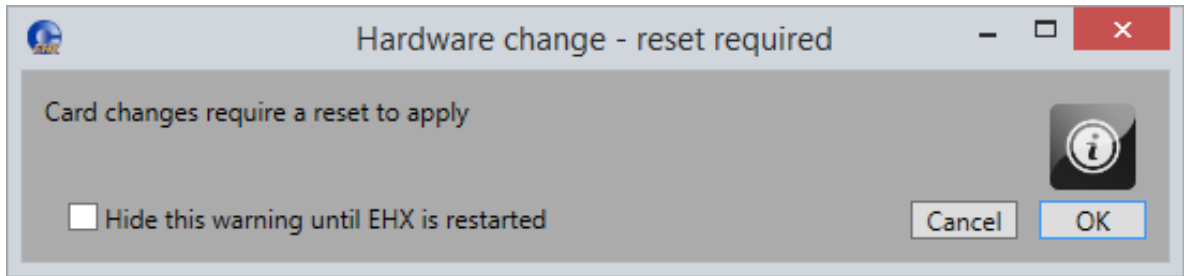 EHX
Hardware change - reset required
Card changes require a reset to apply
Hide this warning until EHX is restarted
Cancel
OK